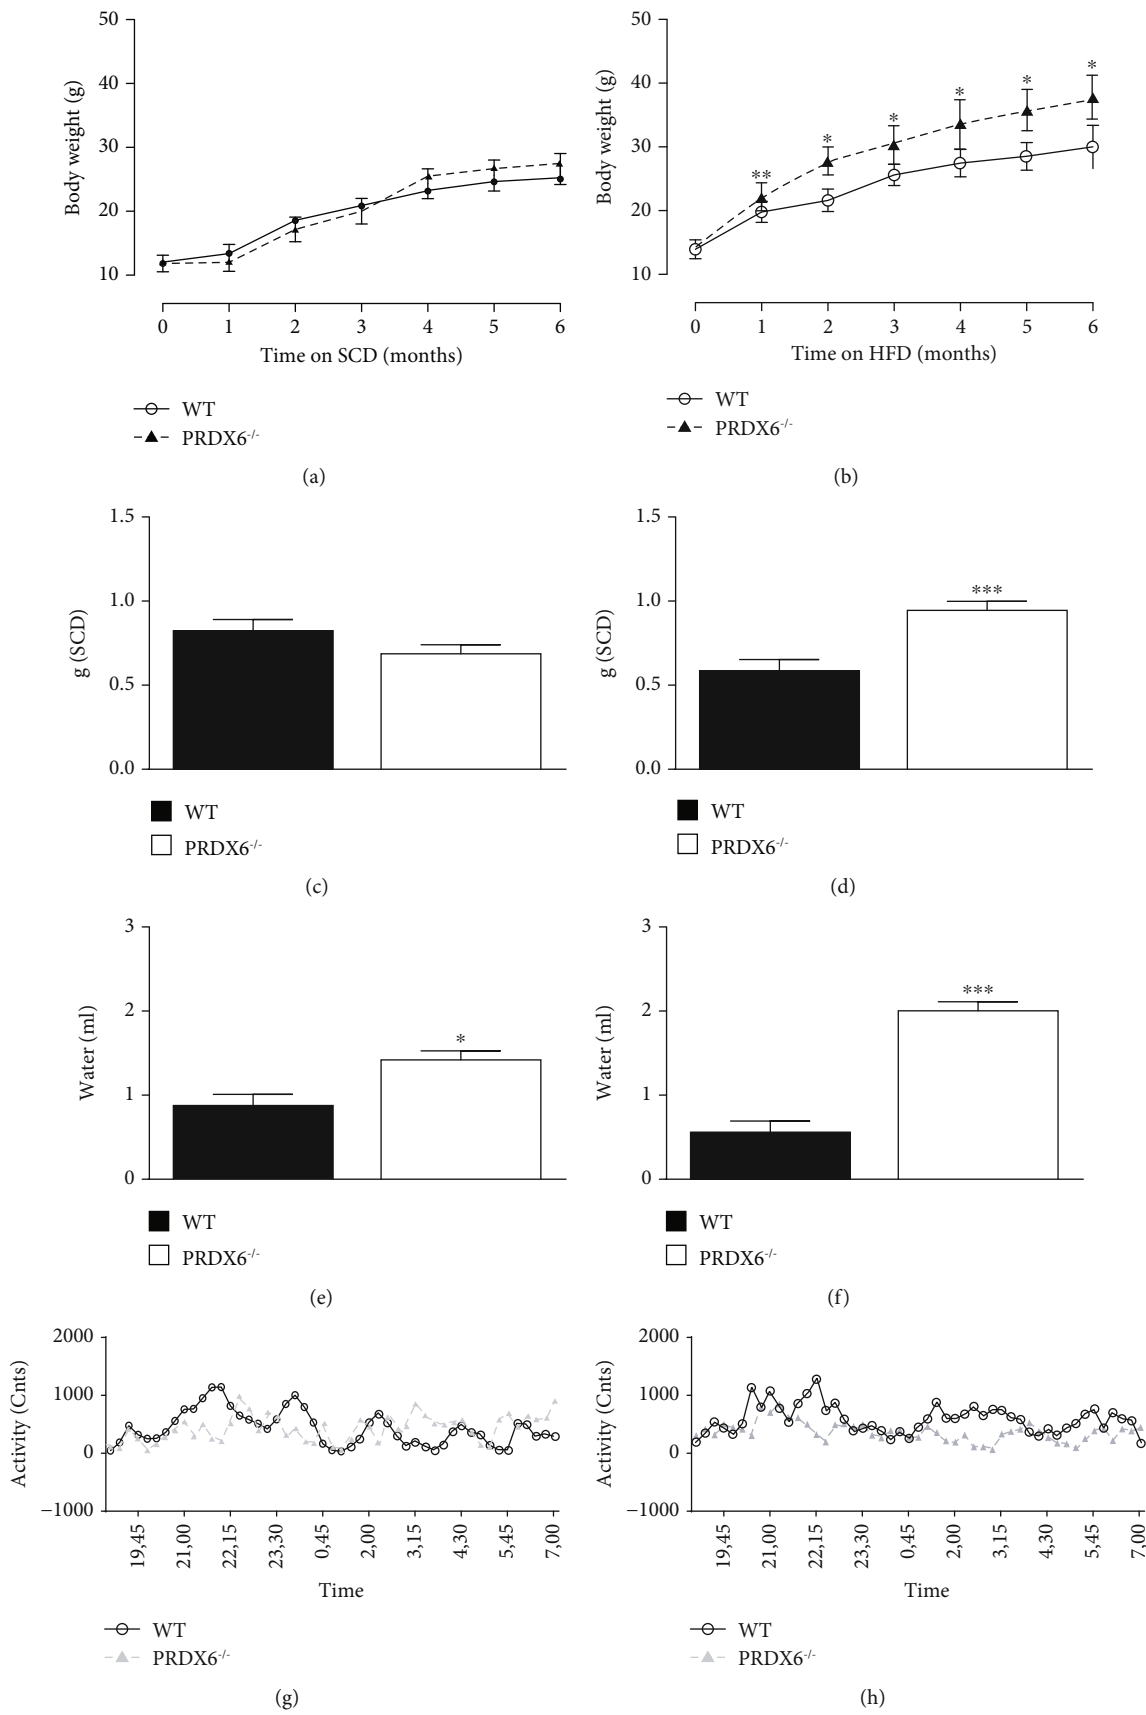 50
40
30
20
10
Body weight (g)
0 1 2 3 4 5 6
Time on SCD (months)
WT
PRDX6-/-
(a)
50
40
30
20
10
Body weight (g)
** * * * * *
0 1 2 3 4 5 6
Time on HFD (months)
WT
PRDX6-/-
(b)
1.5
1.0
0.5
0.0
g (SCD)
WT
PRDX6-/-
(c)
1.5
1.0
0.5
0.0
g (SCD)
***
WT
PRDX6-/-
(d)
3
2
1
0
Water (ml)
*
WT
PRDX6-/-
(e)
3
2
1
0
Water (ml)
***
WT
PRDX6-/-
(f)
2000
1000
0
−1000
Activity (Cnts)
19,45 21,00 22,15 23,30 0,45 2,00 3,15 4,30 5,45 7,00
Time
WT
PRDX6-/-
(g)
2000
1000
0
−1000
Activity (Cnts)
19,45 21,00 22,15 23,30 0,45 2,00 3,15 4,30 5,45 7,00
Time
WT
PRDX6-/-
(h)